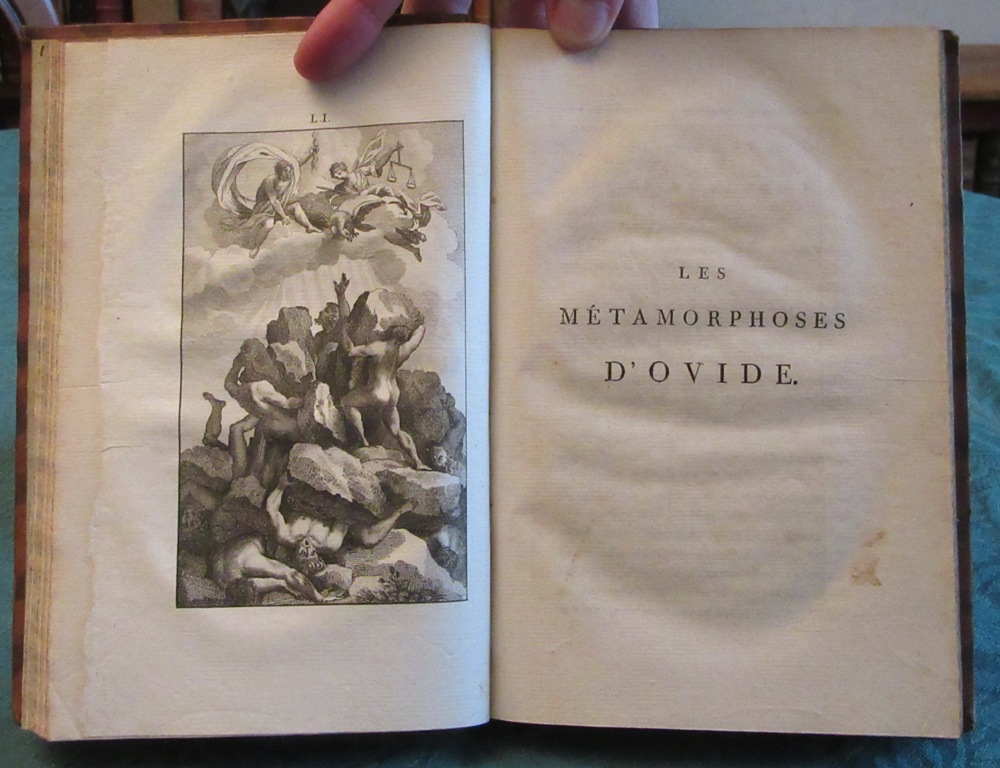 L I.
LES
MÉTAMORPHOSES
D'OVIDE.